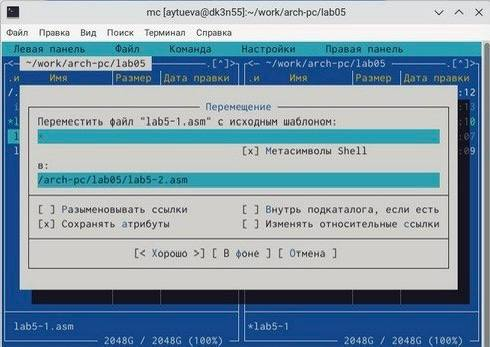 mc [aytueva@dk3n55]:~/work/arch-pc/lab05
Файл Правка Вид Поиск Терминал Справка
Левая панель Файл Команда Настройки Правая панель
~/work/arch-pc/lab05 .[^]> ~/work/arch-pc/lab05 .[^]>
.и Имя Размер Дата правки .и Имя Размер Дата правки
/. :12
Перемещение :13
Переместить файл "lab5-1.asm" с исходным шаблоном: :10
*
[x] Метасимволы Shell :09
в:
/arch-pc/lab05/lab5-2.asm
[ ] Разыменовывать ссылки [ ] Внутрь подкаталога, если есть
[x] Сохранять атрибуты [ ] Изменять относительные ссылки
[< Хорошо >] [ В фоне ] [ Отмена ]
lab5-1.asm *lab5-1
2048G / 2048G (100%) 2048G / 2048G (100%)